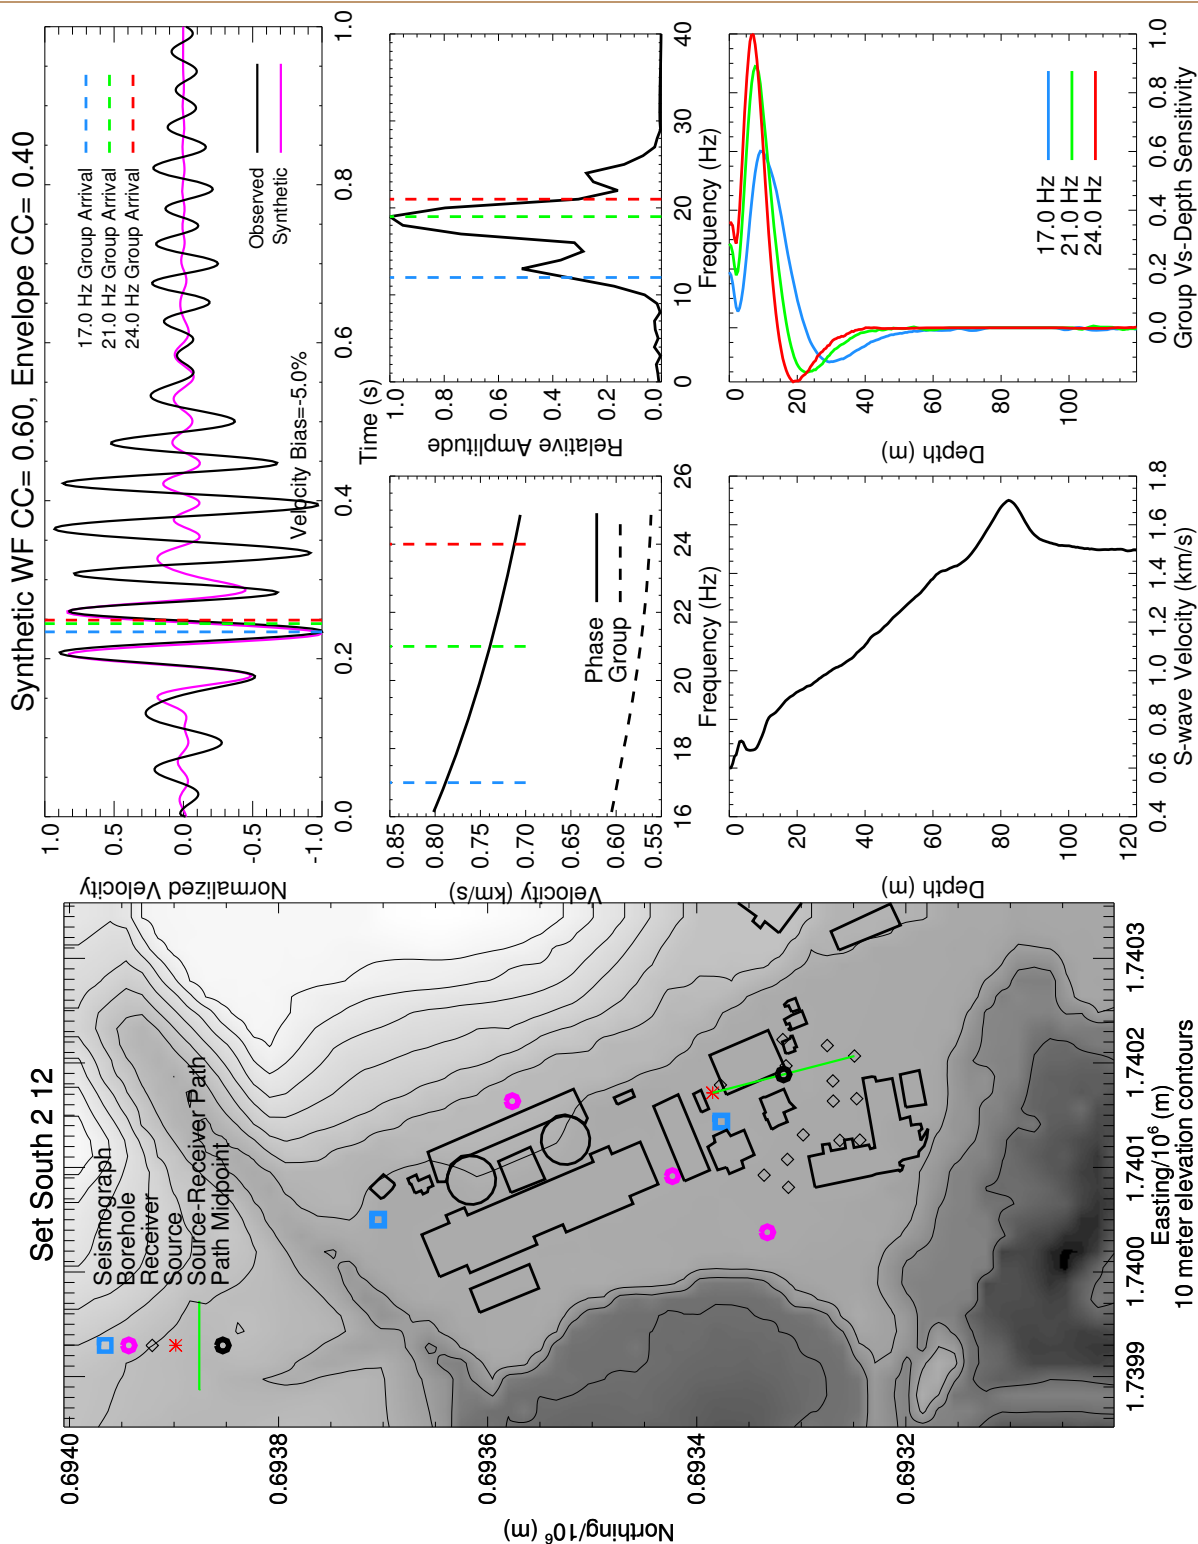 Set South 2 12
Seismograph
Borehole
Receiver
Source
Source-Receiver Path
Path Midpoint
0.6940
0.6938
0.6936
0.6934
0.6932
Northing/10⁶ (m)
1.7399
1.7400
1.7401
1.7402
1.7403
Easting/10⁶ (m)
10 meter elevation contours
Synthetic WF CC= 0.60, Envelope CC= 0.40
1.0
0.5
0.0
-0.5
-1.0
Normalized Velocity
17.0 Hz Group Arrival
21.0 Hz Group Arrival
24.0 Hz Group Arrival
Observed
Synthetic
Velocity Bias=-5.0%
0.0
0.2
0.4
0.6
0.8
1.0
Time (s)
0.85
0.80
0.75
0.70
0.65
0.60
0.55
Velocity (km/s)
Phase
Group
16
18
20
22
24
26
Frequency (Hz)
1.0
0.8
0.6
0.4
0.2
0.0
Relative Amplitude
0
10
20
30
40
Frequency (Hz)
0
20
40
60
80
100
120
Depth (m)
0.4
0.6
0.8
1.0
1.2
1.4
1.6
1.8
S-wave Velocity (km/s)
0
20
40
60
80
100
Depth (m)
17.0 Hz
21.0 Hz
24.0 Hz
0.0
0.2
0.4
0.6
0.8
1.0
Group Vs-Depth Sensitivity